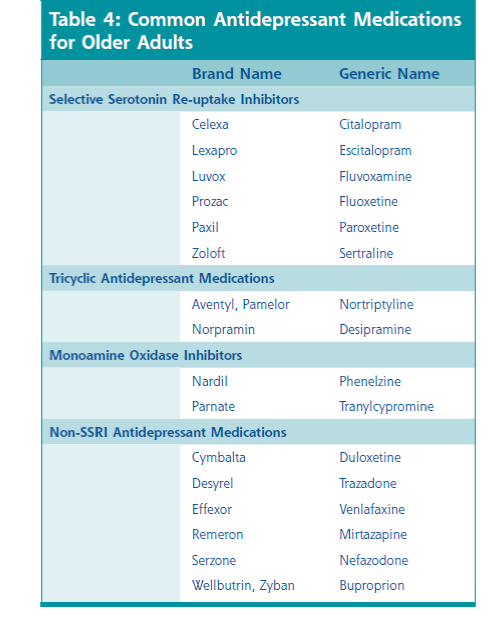 Table 4: Common Antidepressant Medications
for Older Adults
Brand Name Generic Name
Selective Serotonin Re-uptake Inhibitors
Celexa Citalopram
Lexapro Escitalopram
Luvox Fluvoxamine
Prozac Fluoxetine
Paxil Paroxetine
Zoloft Sertraline
Tricyclic Antidepressant Medications
Aventyl, Pamelor Nortriptyline
Norpramin Desipramine
Monoamine Oxidase Inhibitors
Nardil Phenelzine
Parnate Tranylcypromine
Non-SSRI Antidepressant Medications
Cymbalta Duloxetine
Desyrel Trazadone
Effexor Venlafaxine
Remeron Mirtazapine
Serzone Nefazodone
Wellbutrin, Zyban Buproprion